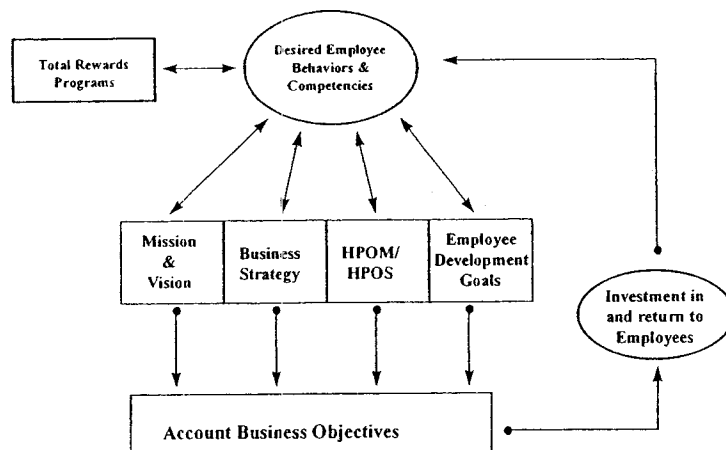 Desired Employee
Behaviors &
Competencies
Total Rewards
Programs
Mission
&
Vision
Business
Strategy
HPOM/
HPOS
Employee
Development
Goals
Investment in
and return to
Employees
Account Business Objectives